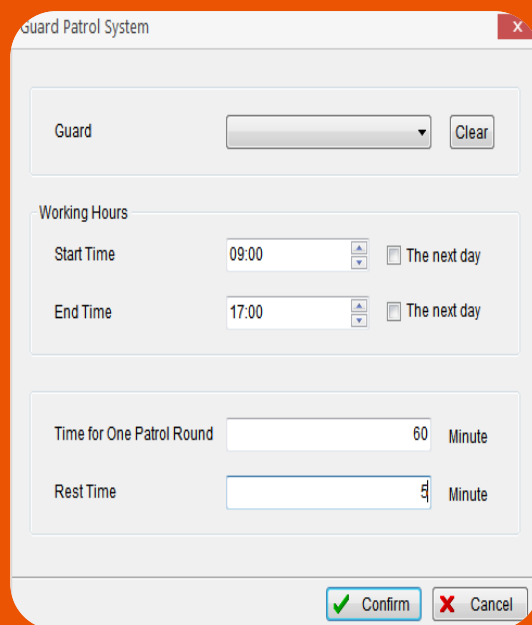 Guard Patrol System
X
Guard
Clear
Working Hours
Start Time 09:00 The next day
End Time 17:00 The next day
Time for One Patrol Round 60 Minute
Rest Time 5 Minute
Confirm Cancel